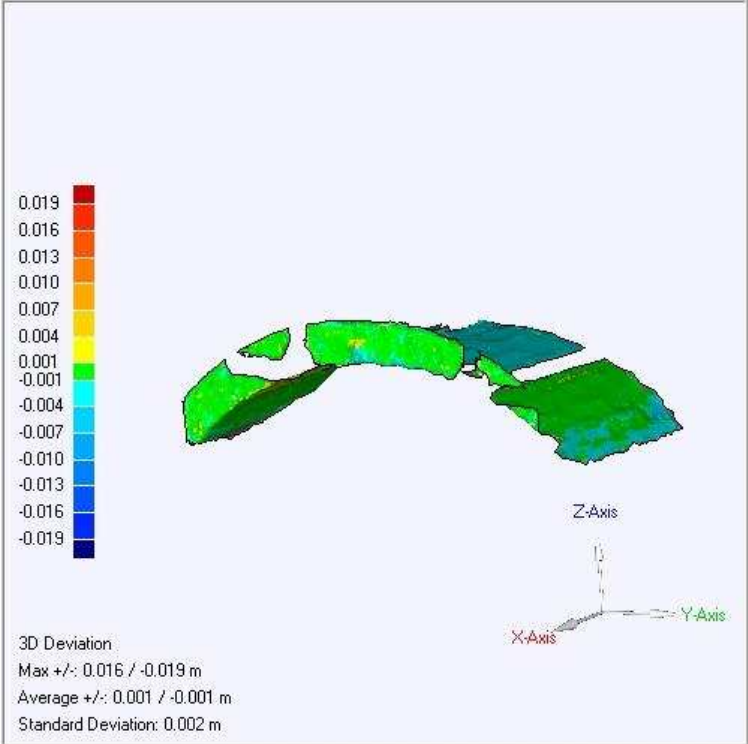 0.019
0.016
0.013
0.010
0.007
0.004
0.001
-0.001
-0.004
-0.007
-0.010
-0.013
-0.016
-0.019
Z-Axis
Y-Axis
X-Axis
3D Deviation
Max +/-: 0.016 / -0.019 m
Average +/-: 0.001 / -0.001 m
Standard Deviation: 0.002 m